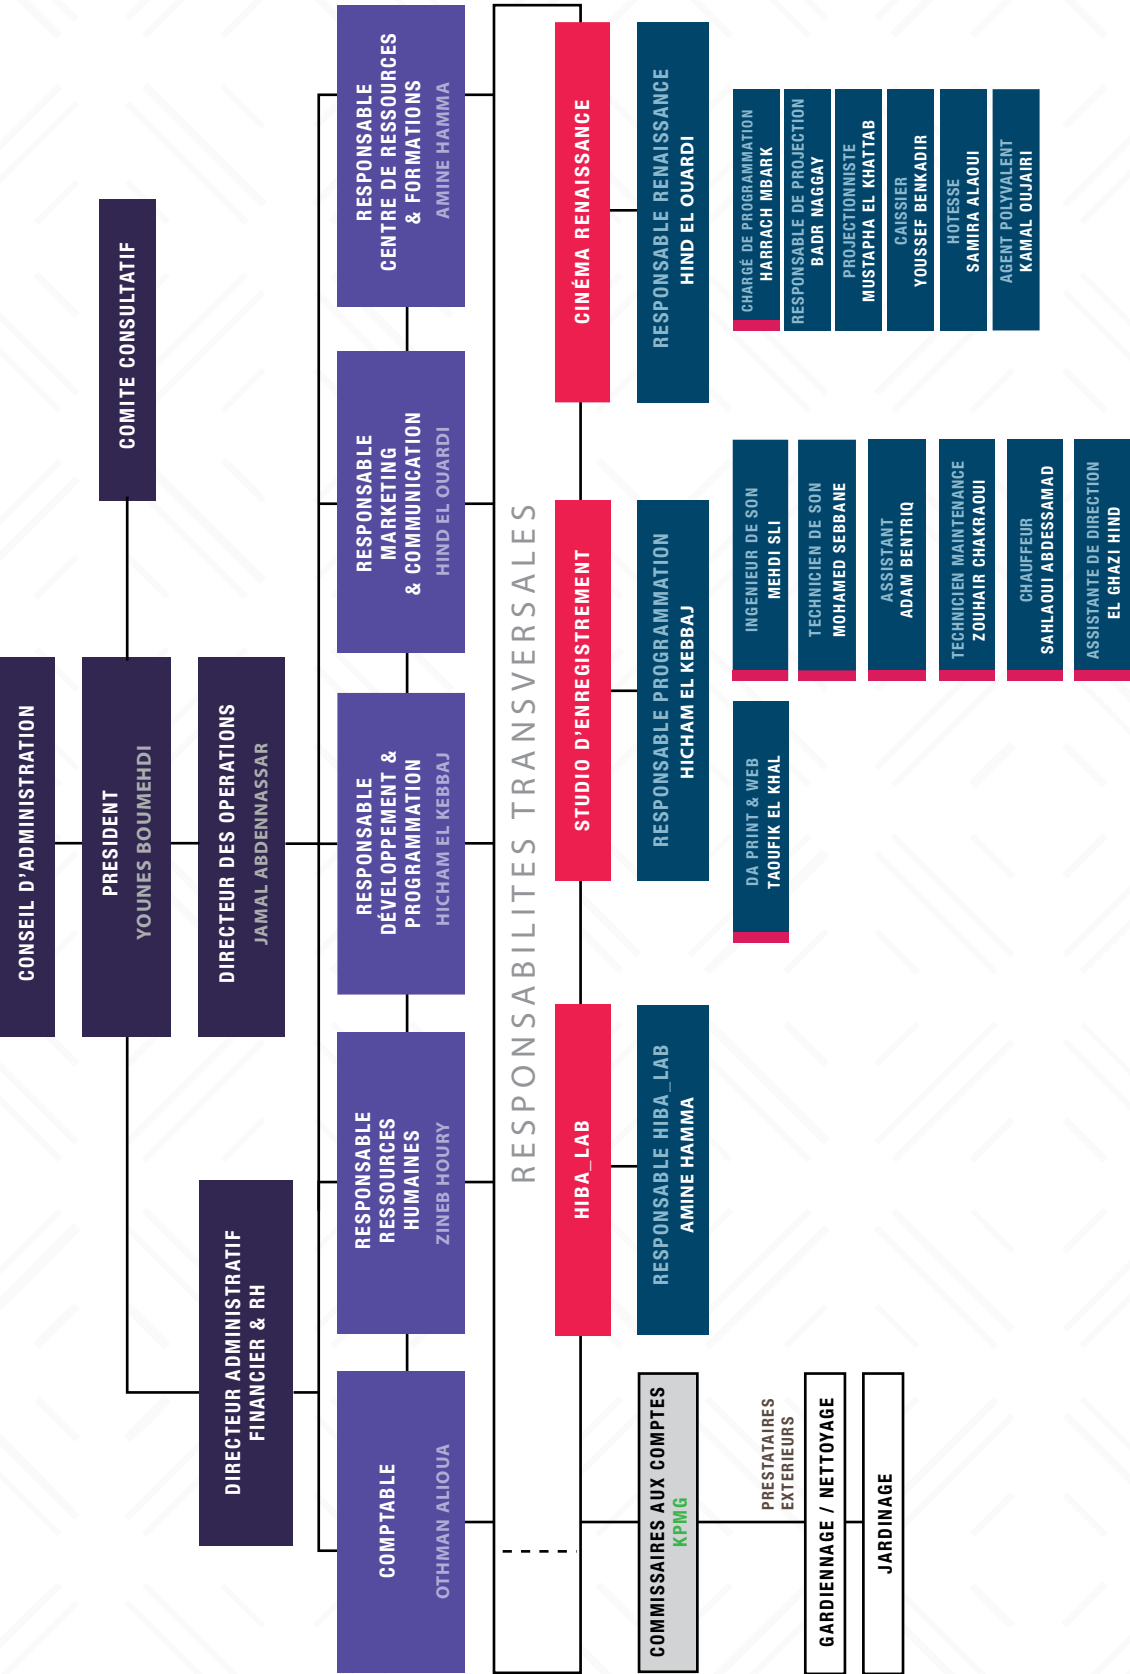 CONSEIL D'ADMINISTRATION
PRESIDENT
YOUNES BOUMEHDI
COMITE CONSULTATIF
DIRECTEUR ADMINISTRATIF
FINANCIER & RH
DIRECTEUR DES OPERATIONS
JAMAL ABDENNASSAR
COMPTABLE
OTHMAN ALIOUA
RESPONSABLE
RESSOURCES
HUMAINES
ZINEB HOURY
RESPONSABLE
DÉVELOPPEMENT &
PROGRAMMATION
HICHAM EL KEBBAJ
RESPONSABLE
MARKETING
& COMMUNICATION
HIND EL OUARDI
RESPONSABLE
CENTRE DE RESSOURCES
& FORMATIONS
AMINE HAMMA
RESPONSABILITES TRANSVERSALES
HIBA_LAB
STUDIO D'ENREGISTREMENT
CINÉMA RENAISSANCE
COMMISSAIRES AUX COMPTES
KPMG
RESPONSABLE HIBA_LAB
AMINE HAMMA
RESPONSABLE PROGRAMMATION
HICHAM EL KEBBAJ
RESPONSABLE RENAISSANCE
HIND EL OUARDI
PRESTATAIRES
EXTERIEURS
GARDIENNAGE / NETTOYAGE
JARDINAGE
DA PRINT & WEB
TAOUFIK EL KHAL
INGENIEUR DE SON
MEHDI SLI
TECHNICIEN DE SON
MOHAMED SEBBANE
ASSISTANT
ADAM BENTRIQ
TECHNICIEN MAINTENANCE
ZOUHAIR CHAKRAOUI
CHAUFFEUR
SAHLAOUI ABDESSAMAD
ASSISTANTE DE DIRECTION
EL GHAZI HIND
CHARGÉ DE PROGRAMMATION
HARRACH MBARK
RESPONSABLE DE PROJECTION
BADR NAGGAY
PROJECTIONNISTE
MUSTAPHA EL KHATTAB
CAISSIER
YOUSSEF BENKADIR
HOTESSE
SAMIRA ALAOUI
AGENT POLYVALENT
KAMAL OUJARI